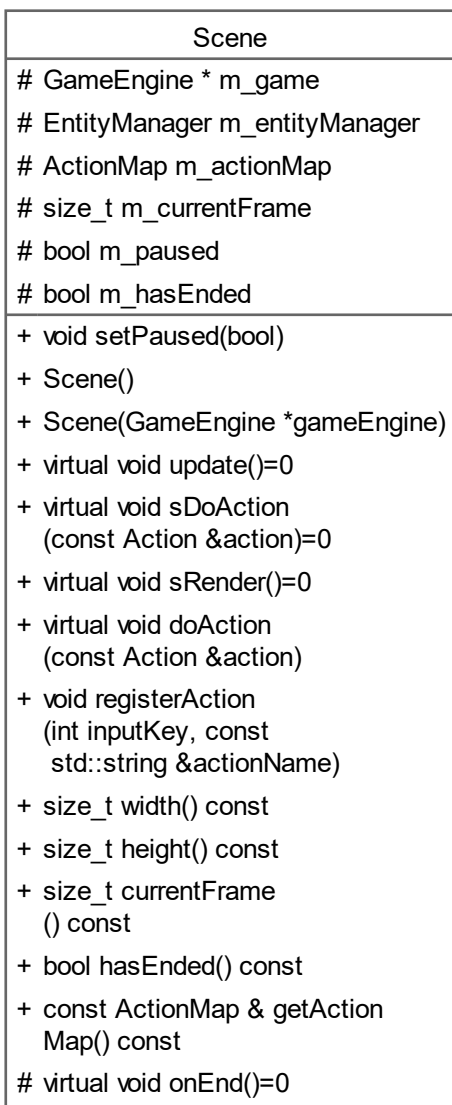 Scene
# GameEngine * m_game
# EntityManager m_entityManager
# ActionMap m_actionMap
# size_t m_currentFrame
# bool m_paused
# bool m_hasEnded
+ void setPaused(bool)
+ Scene()
+ Scene(GameEngine *gameEngine)
+ virtual void update()=0
+ virtual void sDoAction
(const Action &action)=0
+ virtual void sRender()=0
+ virtual void doAction
(const Action &action)
+ void registerAction
(int inputKey, const
std::string &actionName)
+ size_t width() const
+ size_t height() const
+ size_t currentFrame
() const
+ bool hasEnded() const
+ const ActionMap & getAction
Map() const
# virtual void onEnd()=0